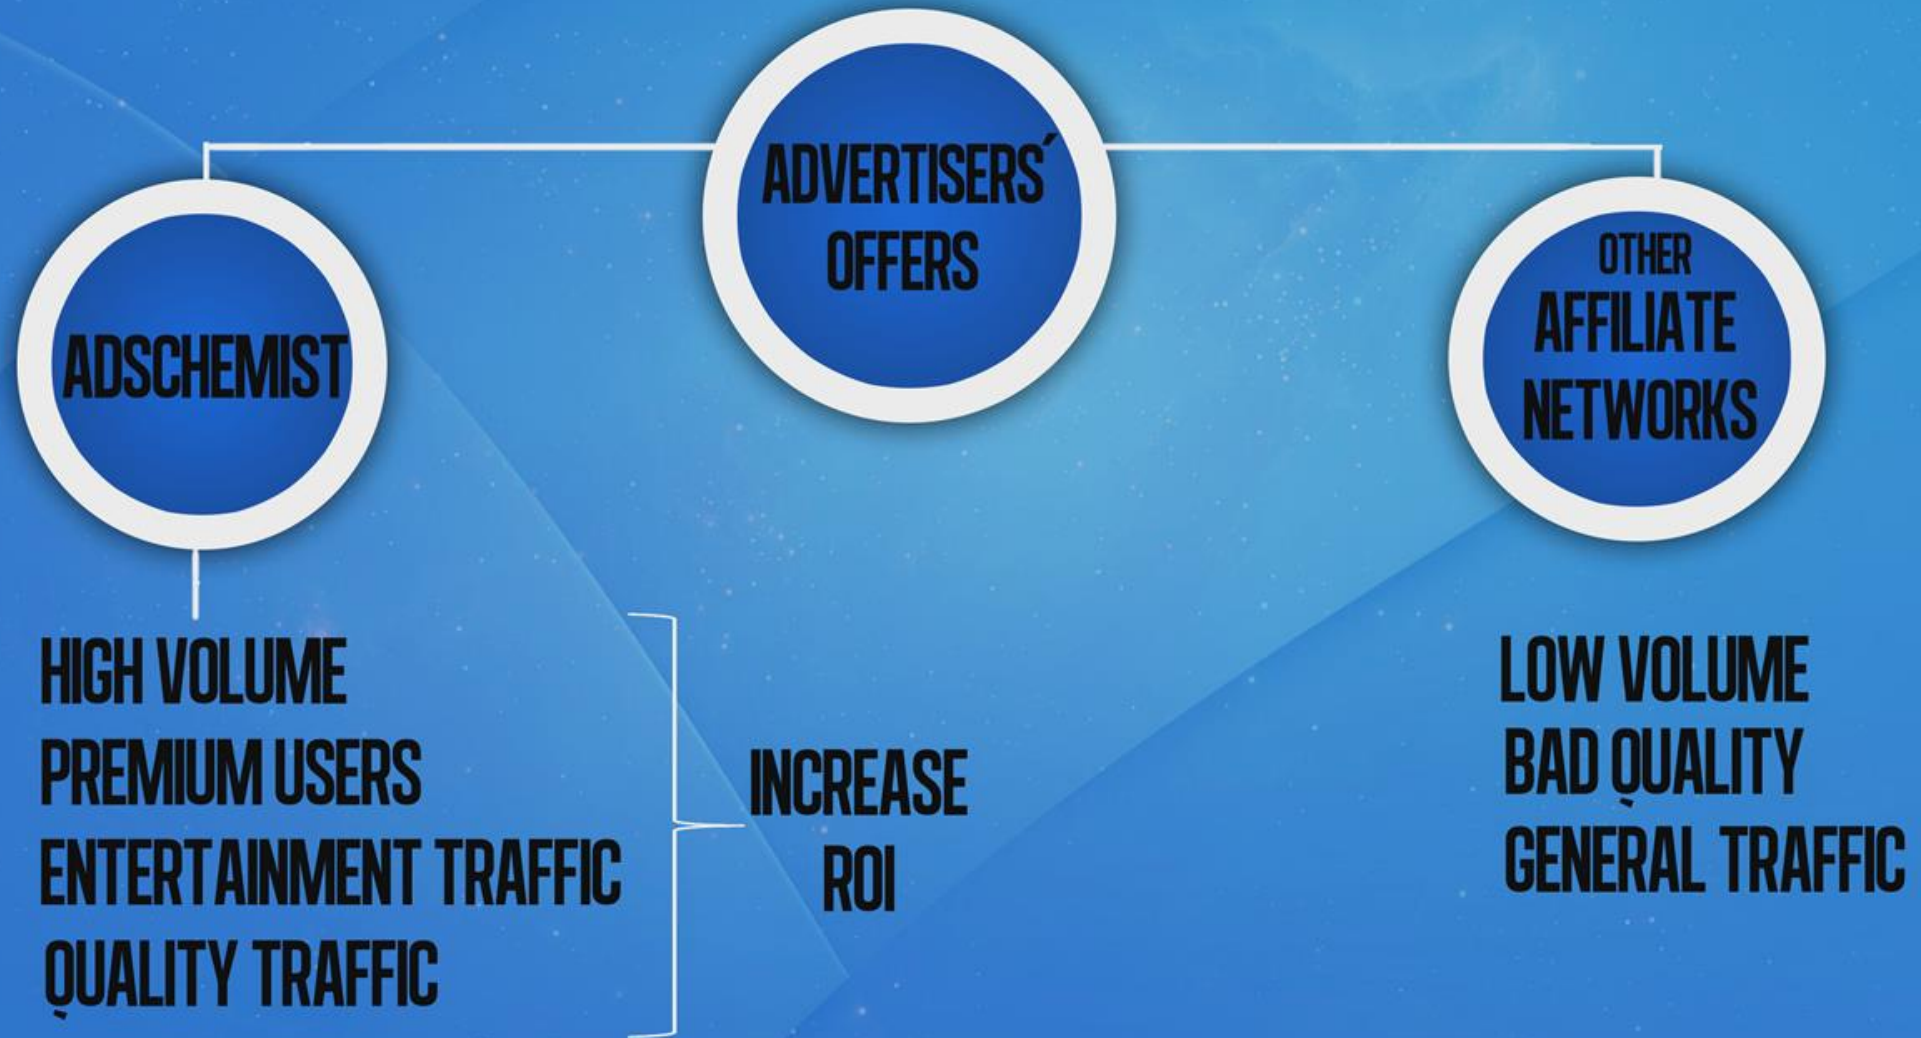 ADVERTISERS´
OFFERS
ADSCHEMIST
OTHER
AFFILIATE
NETWORKS
HIGH VOLUME
PREMIUM USERS
ENTERTAINMENT TRAFFIC
QUALITY TRAFFIC
INCREASE
ROI
LOW VOLUME
BAD QUALITY
GENERAL TRAFFIC